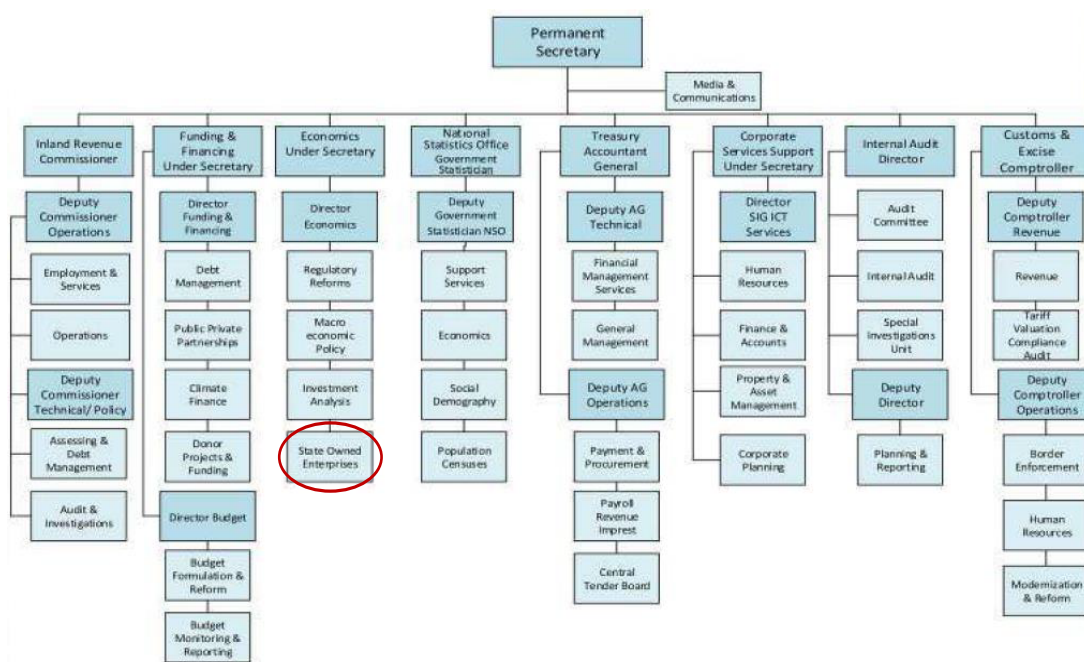 Permanent
Secretary
Media &
Communications
Inland Revenue
Commissioner
Deputy
Commissioner
Operations
Employment &
Services
Operations
Deputy
Commissioner
Technical/ Policy
Assessing &
Debt
Management
Audit &
Investigations
Funding &
Financing
Under Secretary
Director
Funding &
Financing
Debt
Management
Public Private
Partnerships
Climate
Finance
Donor
Projects &
Funding
Director Budget
Budget
Formulation &
Reform
Budget
Monitoring &
Reporting
Economics
Under Secretary
Director
Economics
Regulatory
Reforms
Macro
economic
Policy
Investment
Analysis
State Owned
Enterprises
National
Statistics Office
Government
Statistician
Deputy
Government
Statistician NSO
Support
Services
Economics
Social
Demography
Population
Censuses
Treasury
Accountant
General
Deputy AG
Technical
Financial
Management
Services
General
Management
Deputy AG
Operations
Payment &
Procurement
Payroll
Revenue
Imprest
Central
Tender Board
Corporate
Services Support
Under Secretary
Director
SIG ICT
Services
Human
Resources
Finance &
Accounts
Property &
Asset
Management
Corporate
Planning
Internal Audit
Director
Audit
Committee
Internal Audit
Special
Investigations
Unit
Deputy
Director
Planning &
Reporting
Customs &
Excise
Comptroller
Deputy
Comptroller
Revenue
Revenue
Tariff
Valuation
Compliance
Audit
Deputy
Comptroller
Operations
Border
Enforcement
Human
Resources
Modernization
& Reform